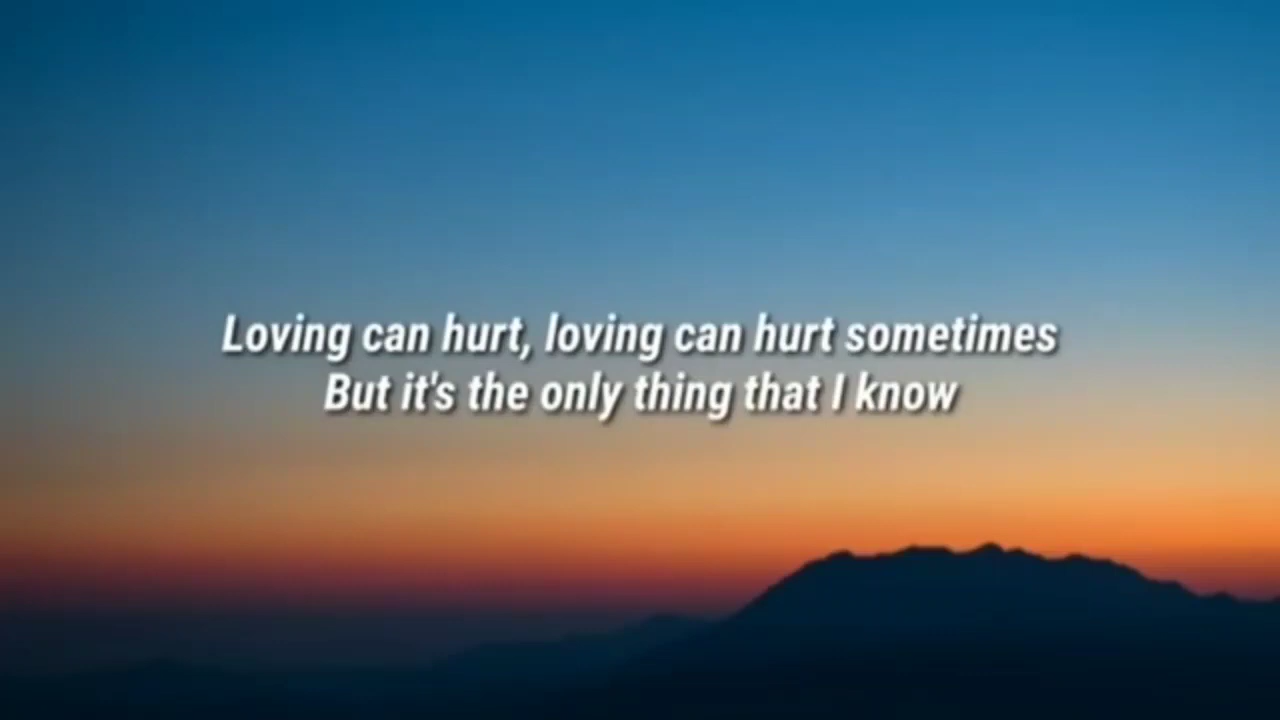 Loving can hurt, loving can hurt sometimes
But it's the only thing that I know